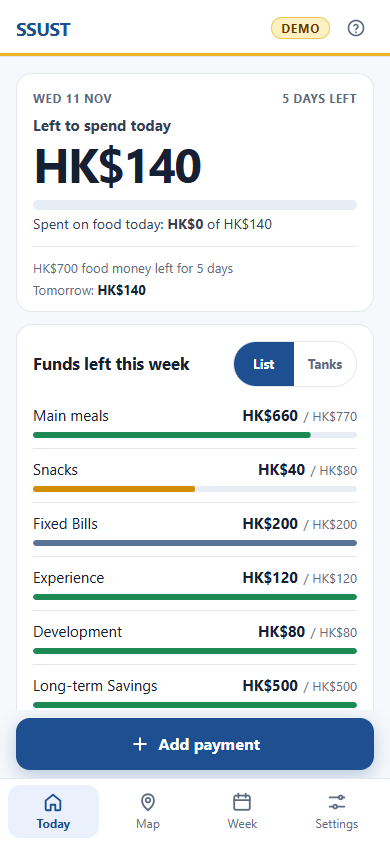 SSUST DEMO
WED 11 NOV 5 DAYS LEFT
Left to spend today
HK$140
Spent on food today: HK$0 of HK$140
HK$700 food money left for 5 days
Tomorrow: HK$140
Funds left this week List Tanks
Main meals HK$660 / HK$770
Snacks HK$40 / HK$80
Fixed Bills HK$200 / HK$200
Experience HK$120 / HK$120
Development HK$80 / HK$80
Long-term Savings HK$500 / HK$500
+ Add payment
Today Map Week Settings